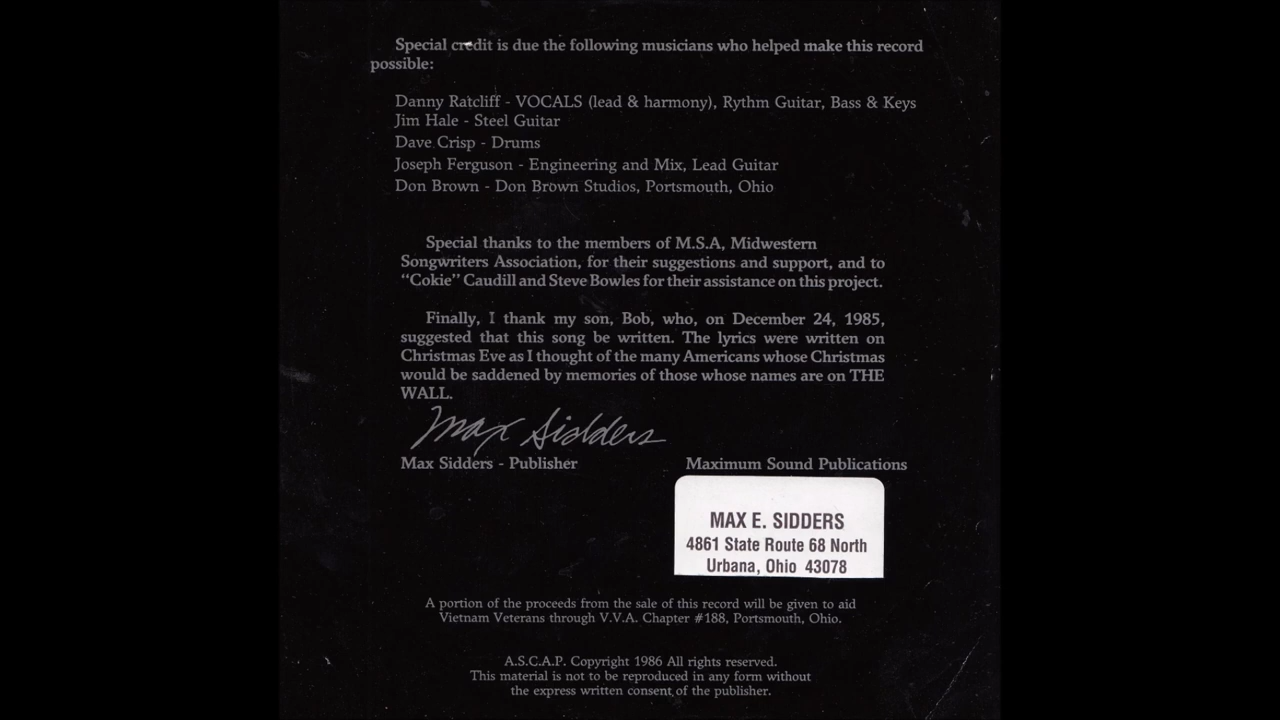 Special credit is due the following musicians who helped make this record
possible:
Danny Ratcliff - VOCALS (lead & harmony), Rythm Guitar, Bass & Keys
Jim Hale - Steel Guitar
Dave Crisp - Drums
Joseph Ferguson - Engineering and Mix, Lead Guitar
Don Brown - Don Brown Studios, Portsmouth, Ohio
Special thanks to the members of M.S.A, Midwestern
Songwriters Association, for their suggestions and support, and to
“Cokie” Caudill and Steve Bowles for their assistance on this project.
Finally, I thank my son, Bob, who, on December 24, 1985,
suggested that this song be written. The lyrics were written on
Christmas Eve as I thought of the many Americans whose Christmas
would be saddened by memories of those whose names are on THE
WALL.
Max Sidders
Max Sidders - Publisher
Maximum Sound Publications
MAX E. SIDDERS
4861 State Route 68 North
Urbana, Ohio 43078
A portion of the proceeds from the sale of this record will be given to aid
Vietnam Veterans through V.V.A. Chapter #188, Portsmouth, Ohio.
A.S.C.A.P. Copyright 1986 All rights reserved.
This material is not to be reproduced in any form without
the express written consent of the publisher.